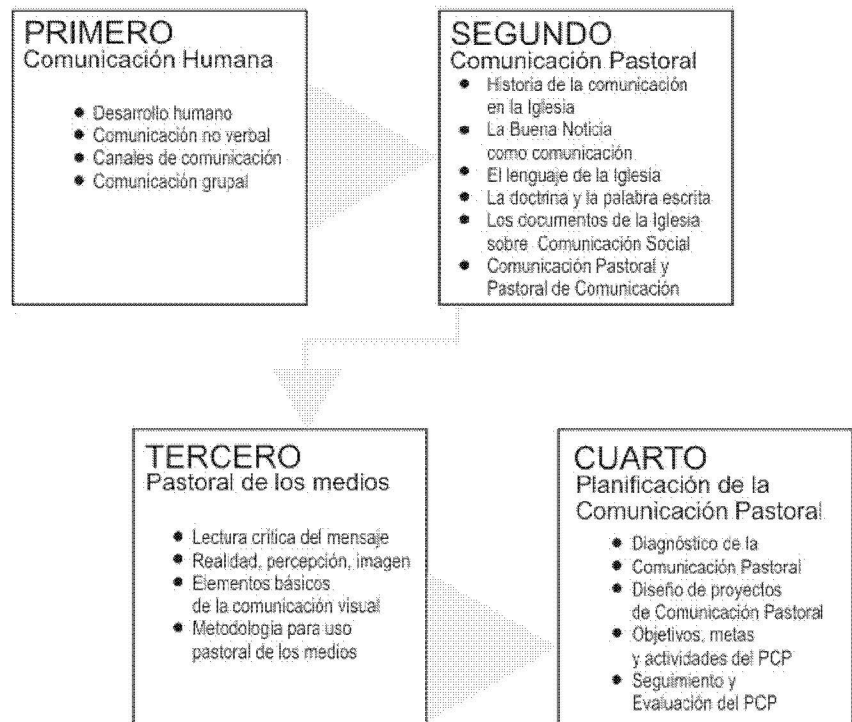 PRIMERO
Comunicación Humana
• Desarrollo humano
• Comunicación no verbal
• Canales de comunicación
• Comunicación grupal
SEGUNDO
Comunicación Pastoral
• Historia de la comunicación
en la Iglesia
• La Buena Noticia
como comunicación
• El lenguaje de la Iglesia
• La doctrina y la palabra escrita
• Los documentos de la Iglesia
sobre Comunicación Social
• Comunicación Pastoral y
Pastoral de Comunicación
TERCERO
Pastoral de los medios
• Lectura crítica del mensaje
• Realidad, percepción, imagen
• Elementos básicos
de la comunicación visual
• Metodología para uso
pastoral de los medios
CUARTO
Planificación de la
Comunicación Pastoral
• Diagnóstico de la
• Comunicación Pastoral
• Diseño de proyectos
de Comunicación Pastoral
• Objetivos, metas
y actividades del PCP
• Seguimiento y
Evaluación del PCP